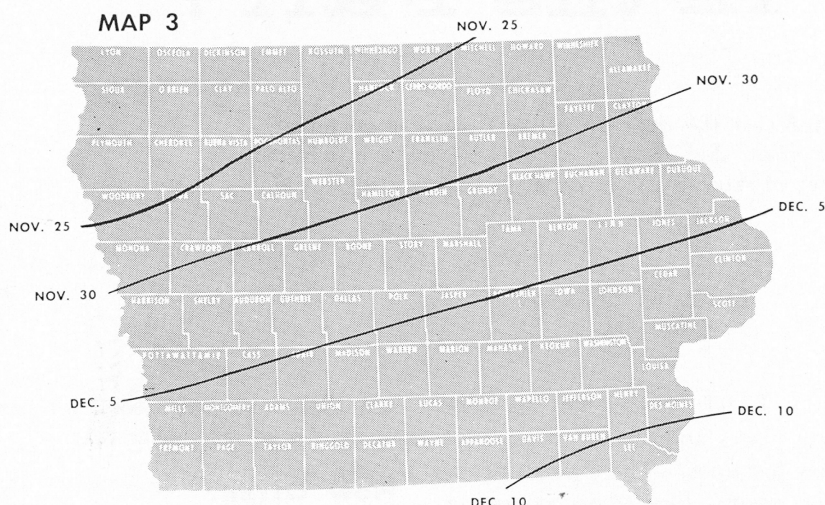 MAP 3
NOV. 25
LYON OSCEOLA DICKINSON EMMET KOSSUTH WINNEBAGO WORTH MITCHELL HOWARD WINNESHIEK ALLAMAKEE
SIOUX O'BRIEN CLAY PALO ALTO HANCOCK CERRO GORDO FLOYD CHICKASAW
NOV. 30
FAYETTE CLAYTON
PLYMOUTH CHEROKEE BUENA VISTA POCAHONTAS HUMBOLDT WRIGHT FRANKLIN BUTLER BREMER
WEBSTER BLACK HAWK BUCHANAN DELAWARE DUBUQUE
WOODBURY SAC CALHOUN HAMILTON HARDIN GRUNDY
NOV. 25
DEC. 5
TAMA BENTON LINN JONES JACKSON
MONONA CRAWFORD CARROLL GREENE BOONE STORY MARSHALL
CLINTON
CEDAR
NOV. 30
HARRISON SHELBY AUDUBON GUTHRIE DALLAS POLK JASPER POWESHIEK IOWA JOHNSON
SCOTT
MUSCATINE
POTTAWATTAMIE CASS MADISON WARREN MARION MAHASKA KEOKUK WASHINGTON
LOUISA
DEC. 5
MILLS MONTGOMERY ADAMS UNION CLARKE LUCAS MONROE WAPELLO JEFFERSON HENRY DES MOINES
DEC. 10
FREMONT PAGE TAYLOR RINGGOLD DECATUR WAYNE APPANOOSE DAVIS VAN BUREN LEE
DEC. 10